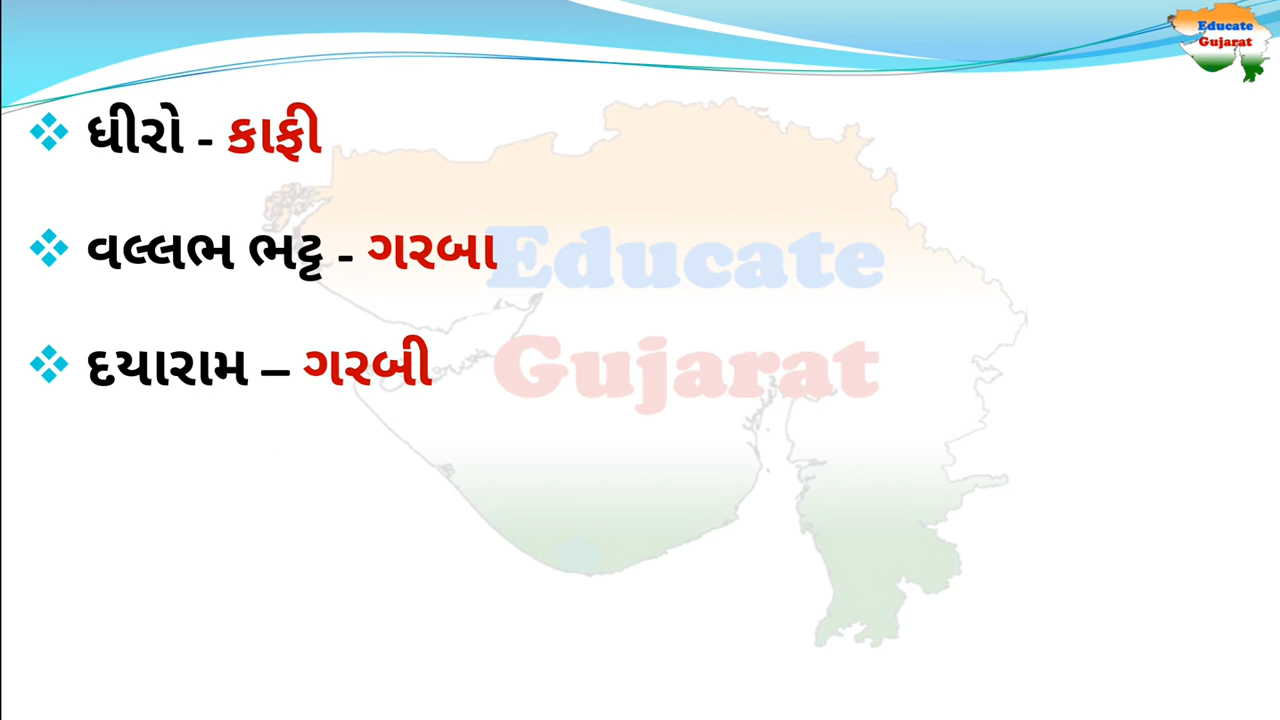 Educate
Gujarat
ધીરો - કાફી
વલ્લભ ભટ્ટ - ગરબા
દયારામ – ગરબી
Educate
Gujarat